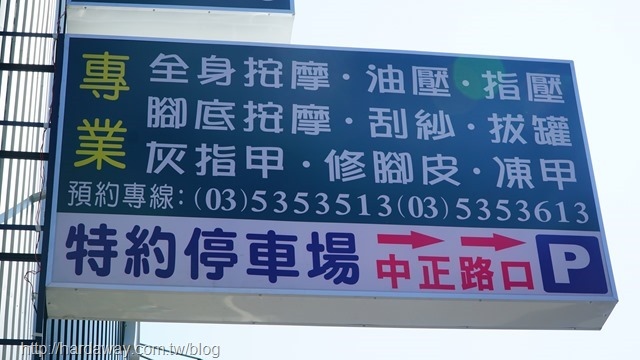 專業
全身按摩·油壓·指壓
腳底按摩·刮紗·拔罐
灰指甲·修腳皮·凍甲
預約專線:(03)5353513(03)5353613
特約停車場 中正路口 P
http://hardaway.com.tw/blog